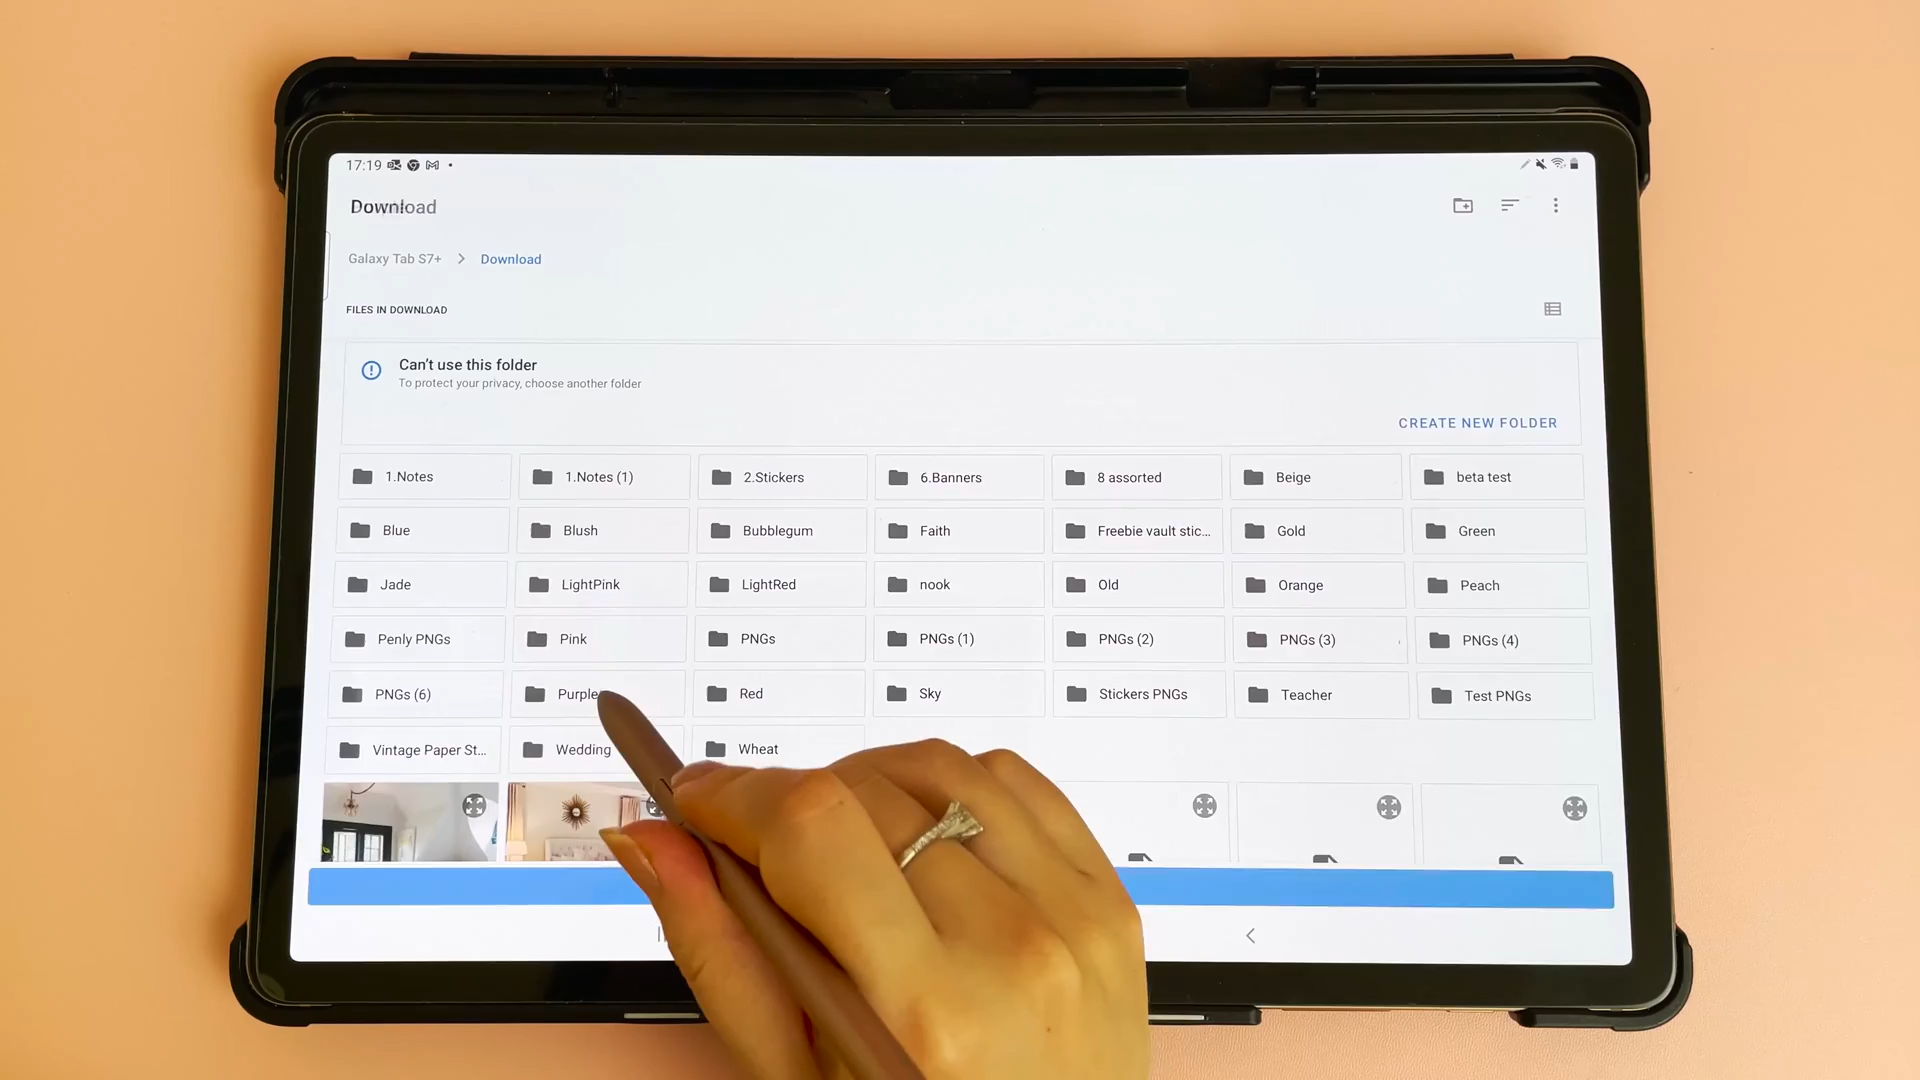 17:19
Download
Galaxy Tab S7+ > Download
FILES IN DOWNLOAD
Can't use this folder
To protect your privacy, choose another folder
CREATE NEW FOLDER
1.Notes
1.Notes (1)
2.Stickers
6.Banners
8 assorted
Beige
beta test
Blue
Blush
Bubblegum
Faith
Freebie vault stic...
Gold
Green
Jade
LightPink
LightRed
nook
Old
Orange
Peach
Penly PNGs
Pink
PNGs
PNGs (1)
PNGs (2)
PNGs (3)
PNGs (4)
PNGs (6)
Purple
Red
Sky
Stickers PNGs
Teacher
Test PNGs
Vintage Paper St...
Wedding
Wheat